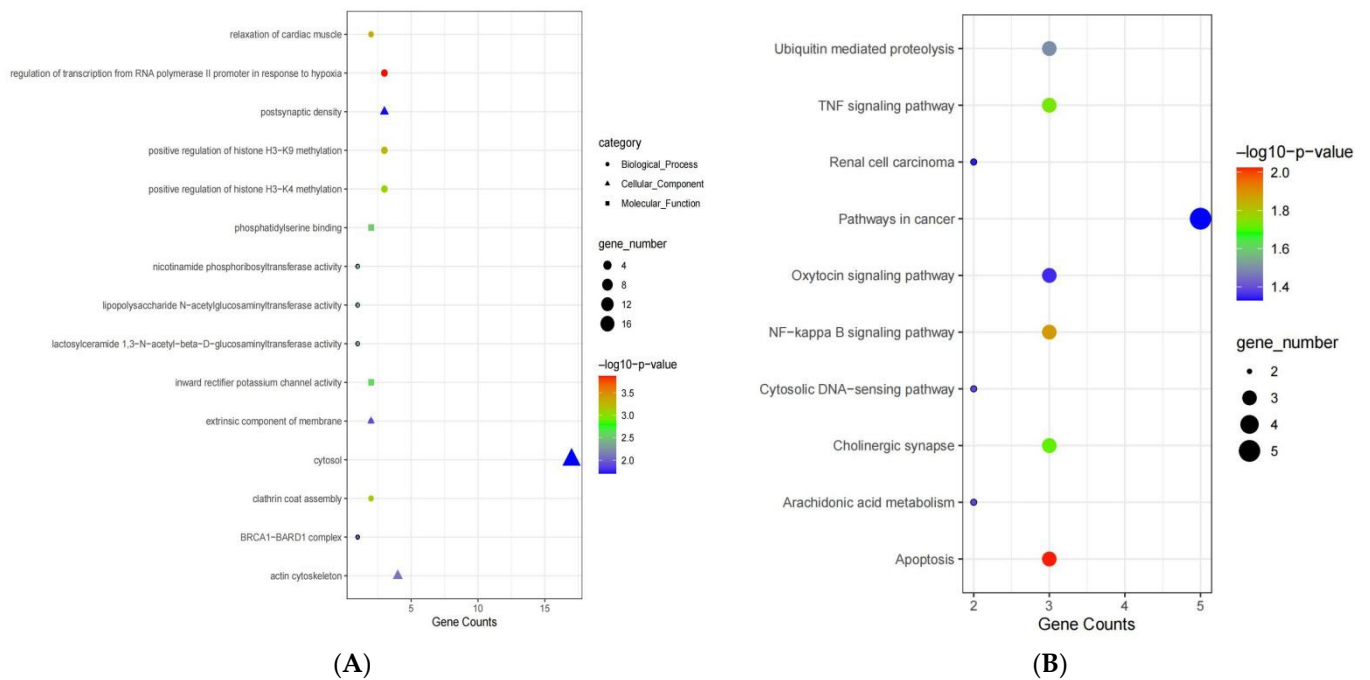 relaxation of cardiac muscle
regulation of transcription from RNA polymerase II promoter in response to hypoxia
postsynaptic density
positive regulation of histone H3−K9 methylation
positive regulation of histone H3−K4 methylation
phosphatidylserine binding
nicotinamide phosphoribosyltransferase activity
lipopolysaccharide N−acetylglucosaminyltransferase activity
lactosylceramide 1,3−N−acetyl−beta−D−glucosaminyltransferase activity
inward rectifier potassium channel activity
extrinsic component of membrane
cytosol
clathrin coat assembly
BRCA1−BARD1 complex
actin cytoskeleton
5 10 15
Gene Counts
category
Biological_Process
Cellular_Component
Molecular_Function
gene_number
4
8
12
16
−log10−p−value
3.5
3.0
2.5
2.0
(A)
Ubiquitin mediated proteolysis
TNF signaling pathway
Renal cell carcinoma
Pathways in cancer
Oxytocin signaling pathway
NF−kappa B signaling pathway
Cytosolic DNA−sensing pathway
Cholinergic synapse
Arachidonic acid metabolism
Apoptosis
2 3 4 5
Gene Counts
−log10−p−value
2.0
1.8
1.6
1.4
gene_number
2
3
4
5
(B)